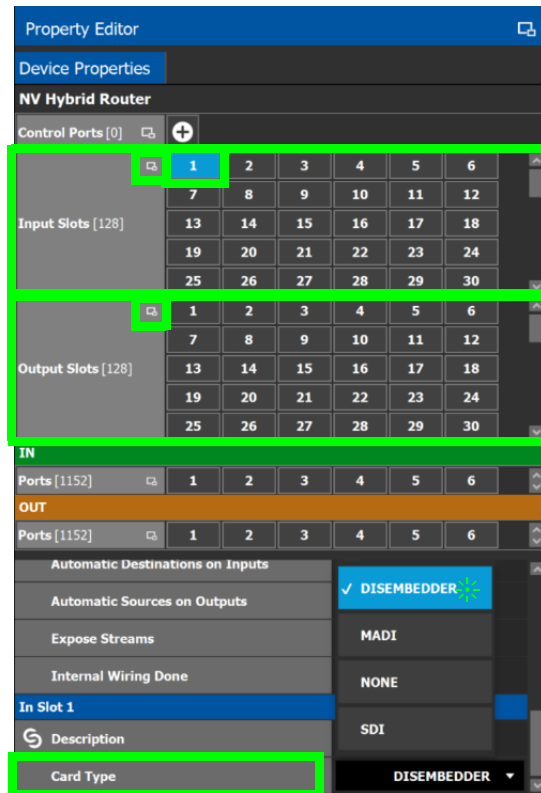 Property Editor
Device Properties
NV Hybrid Router
Control Ports [0]
1 2 3 4 5 6
7 8 9 10 11 12
Input Slots [128] 13 14 15 16 17 18
19 20 21 22 23 24
25 26 27 28 29 30
1 2 3 4 5 6
7 8 9 10 11 12
Output Slots [128] 13 14 15 16 17 18
19 20 21 22 23 24
25 26 27 28 29 30
IN
Ports [1152] 1 2 3 4 5 6
OUT
Ports [1152] 1 2 3 4 5 6
Automatic Destinations on Inputs
✓ DISEMBEDDER
Automatic Sources on Outputs
Expose Streams MADI
Internal Wiring Done NONE
In Slot 1
Description SDI
Card Type DISEMBEDDER